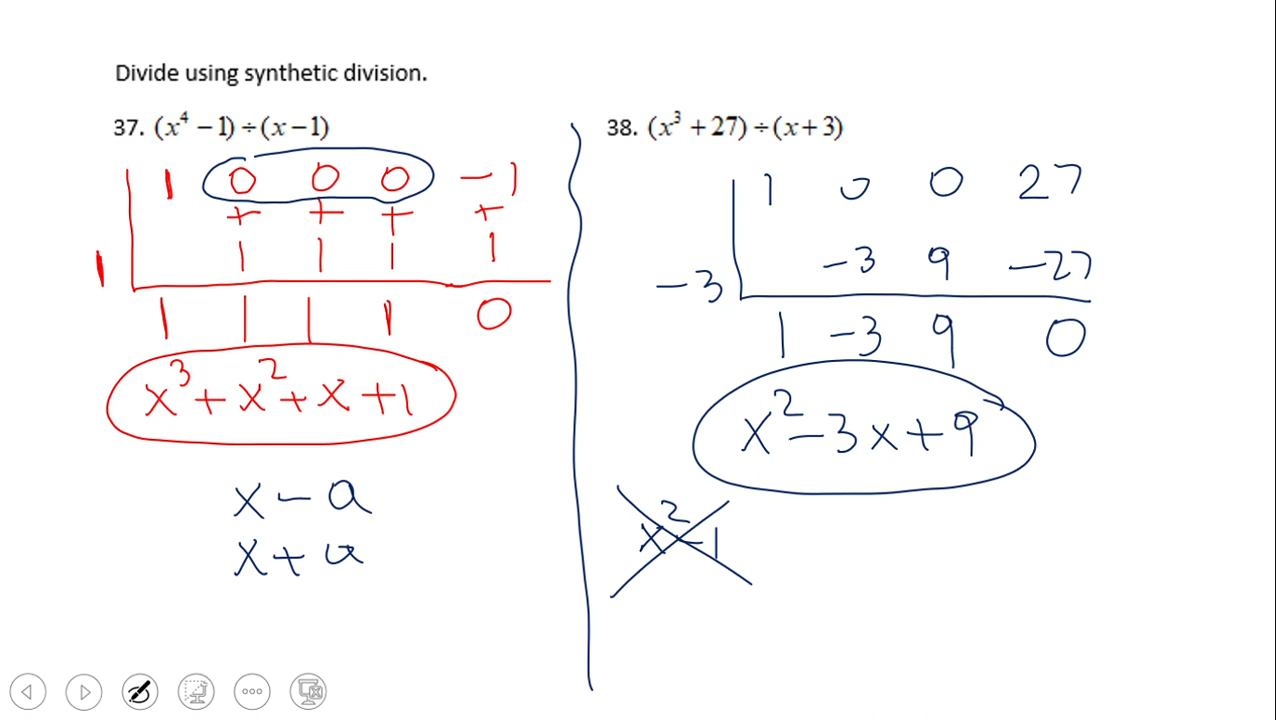 Divide using synthetic division.
37. (x⁴ − 1) ÷ (x − 1)
1 0 0 0 −1
+ + + +
1 1 1 1 1
1 1 1 1 0
x³ + x² + x + 1
x − a
x + a
38. (x³ + 27) ÷ (x + 3)
1 0 0 27
−3 9 −27
−3
1 −3 9 0
x² − 3x + 9
x² − 1